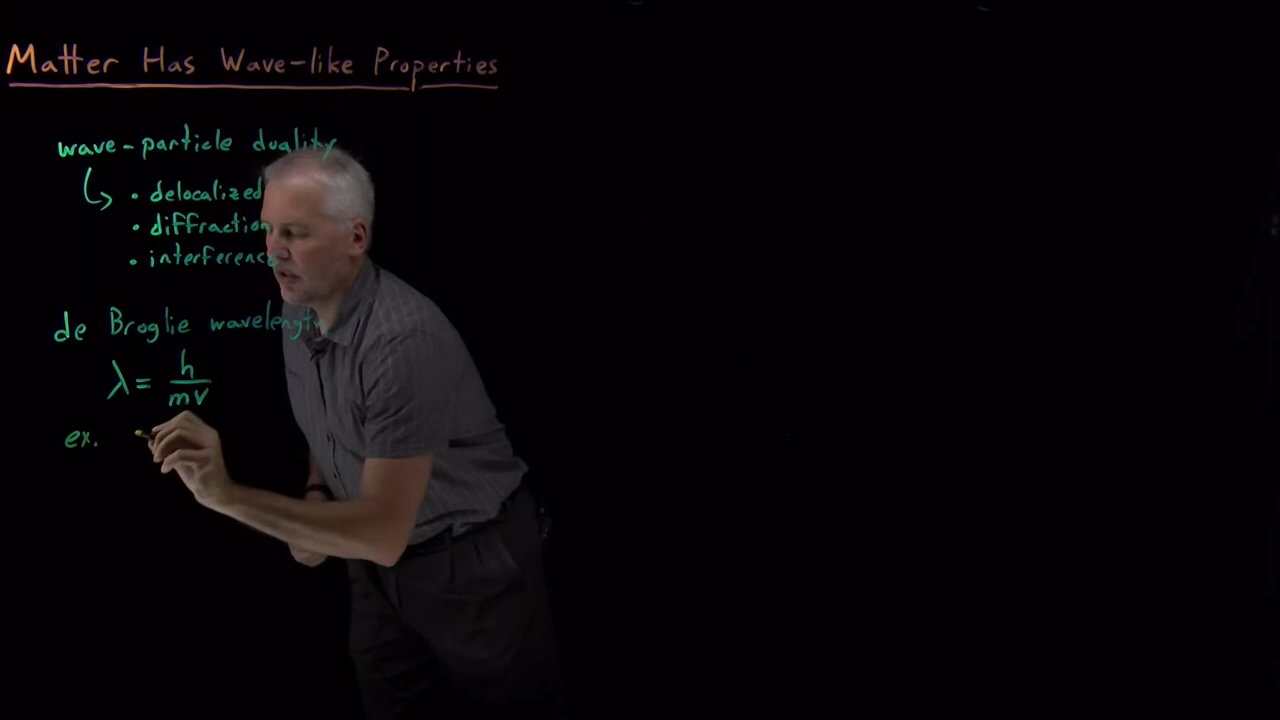 Matter Has Wave-like Properties
wave-particle duality
• delocalized
• diffraction
• interference
de Broglie wavelength
λ = h/mv
ex.